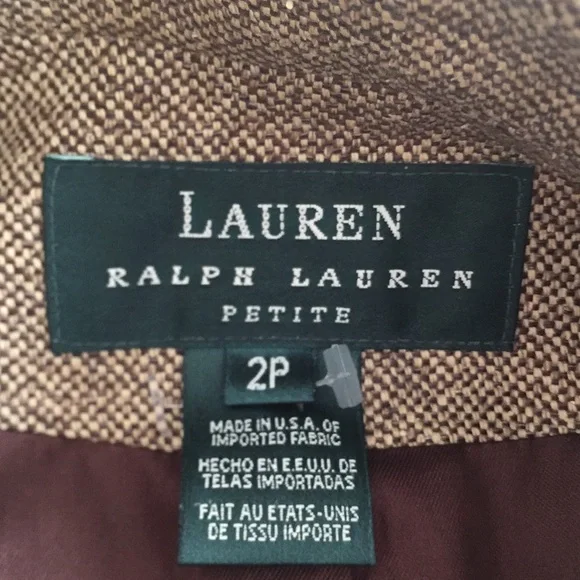 LAUREN
RALPH LAUREN
PETITE
2P
MADE IN U.S.A. OF
IMPORTED FABRIC
HECHO EN E.E.U.U. DE
TELAS IMPORTADAS
FAIT AU ETATS-UNIS
DE TISSU IMPORTE